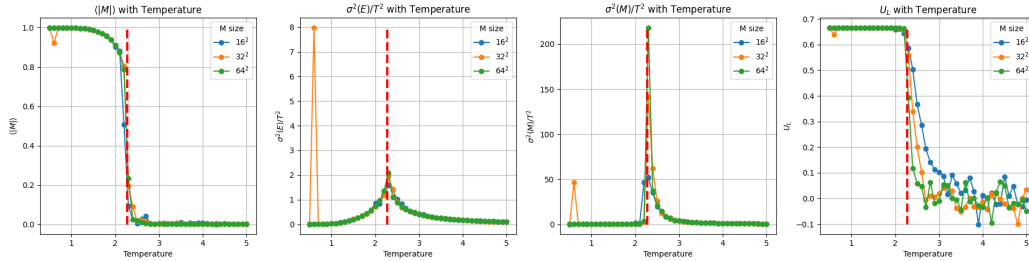 ⟨|M|⟩ with Temperature
⟨|M|⟩
1.0
0.8
0.6
0.4
0.2
0.0
M size
16²
32²
64²
1 2 3 4 5
Temperature
σ²(E)/T² with Temperature
σ²(E)/T²
8
7
6
5
4
3
2
1
0
M size
16²
32²
64²
1 2 3 4 5
Temperature
σ²(M)/T² with Temperature
σ²(M)/T²
200
150
100
50
0
M size
16²
32²
64²
1 2 3 4 5
Temperature
U_L with Temperature
U_L
0.7
0.6
0.5
0.4
0.3
0.2
0.1
0.0
−0.1
M size
16²
32²
64²
1 2 3 4 5
Temperature